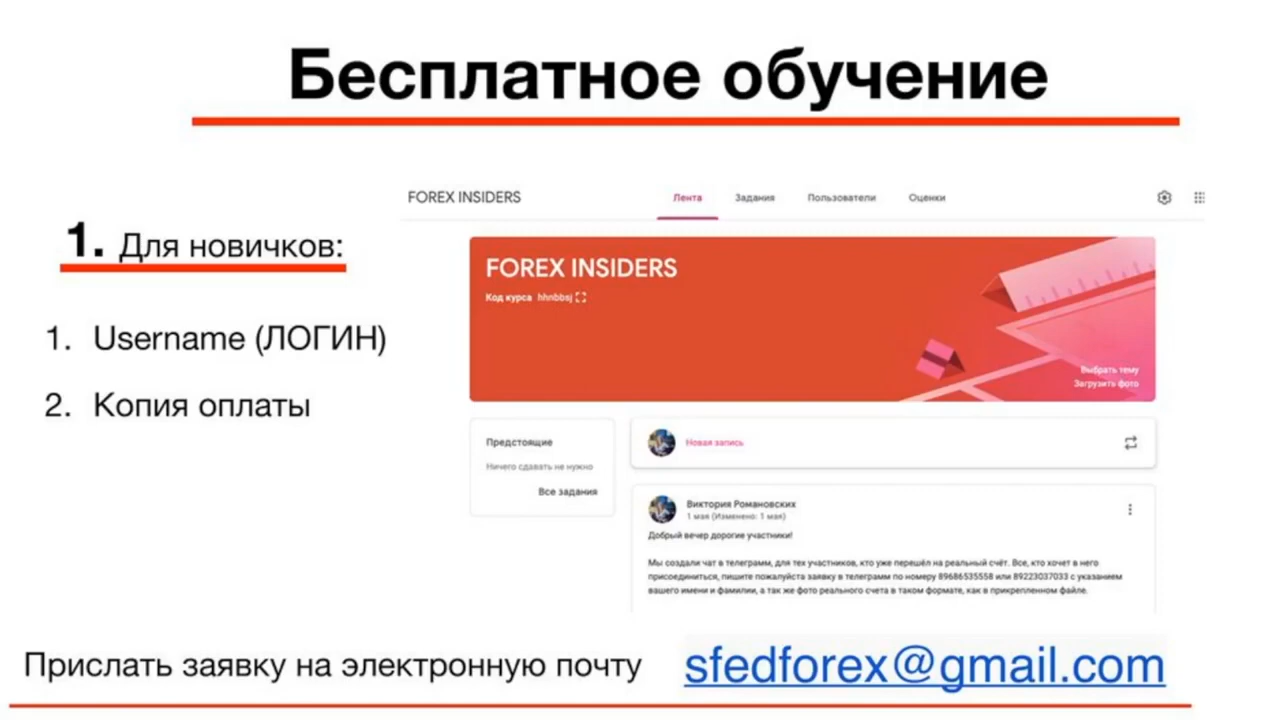 Бесплатное обучение
1. Для новичков:
1. Username (ЛОГИН)
2. Копия оплаты
FOREX INSIDERS
Лента Задания Пользователи Оценки
FOREX INSIDERS
Код курса hhnbbsj
Выбрать тему
Загрузить фото
Предстоящие
Ничего сдавать не нужно
Все задания
Новая запись
Виктория Романовских
1 мая (Изменено: 1 мая)
Добрый вечер дорогие участники!
Мы создали чат в телеграмм, для тех участников, кто уже перешёл на реальный счёт. Все, кто хочет в него
присоединиться, пишите пожалуйста заявку в телеграмм по номеру 89686535558 или 89223037033 с указанием
вашего имени и фамилии, а так же фото реального счета в таком формате, как в прикрепленном файле.
Прислать заявку на электронную почту sfedforex@gmail.com